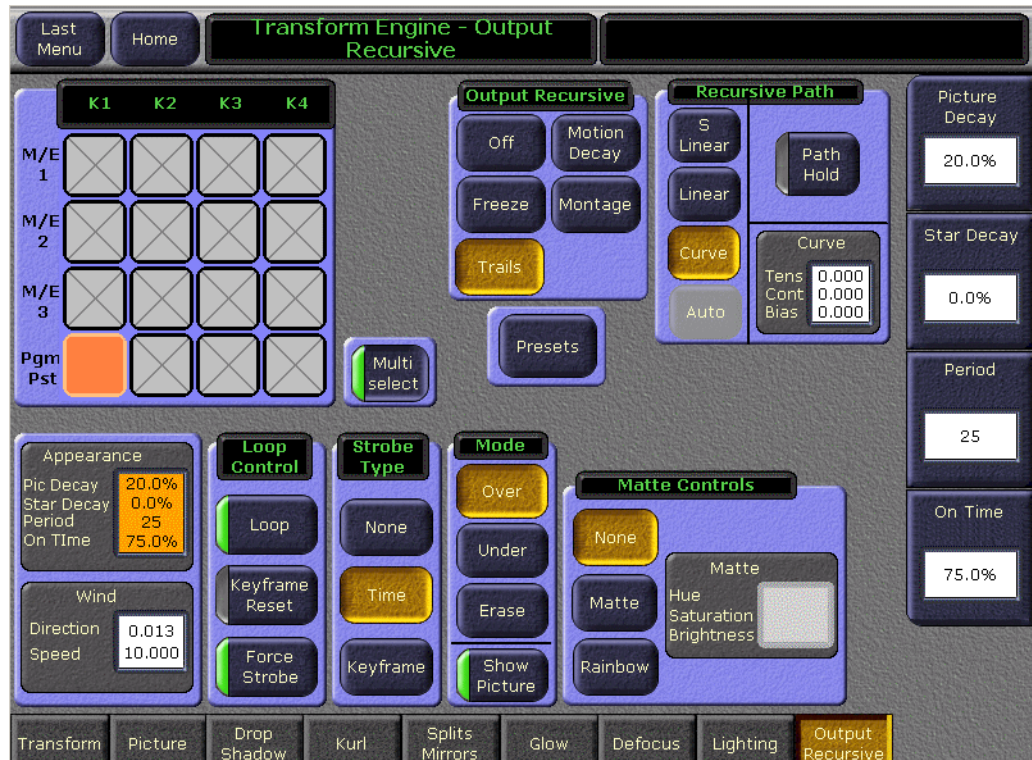 Last Menu
Home
Transform Engine - Output
Recursive
K1 K2 K3 K4
M/E
1
M/E
2
M/E
3
Pgm
Pst
Multi
select
Output Recursive
Off
Motion
Decay
Freeze
Montage
Trails
Presets
Recursive Path
S
Linear
Linear
Curve
Auto
Path
Hold
Curve
Tens 0.000
Cont 0.000
Bias 0.000
Picture
Decay
20.0%
Star Decay
0.0%
Period
25
On Time
75.0%
Appearance
Pic Decay 20.0%
Star Decay 0.0%
Period 25
On TIme 75.0%
Wind
Direction 0.013
Speed 10.000
Loop
Control
Loop
Keyframe
Reset
Force
Strobe
Strobe
Type
None
Time
Keyframe
Mode
Over
Under
Erase
Show
Picture
Matte Controls
None
Matte
Rainbow
Matte
Hue
Saturation
Brightness
Transform
Picture
Drop
Shadow
Kurl
Splits
Mirrors
Glow
Defocus
Lighting
Output
Recursive